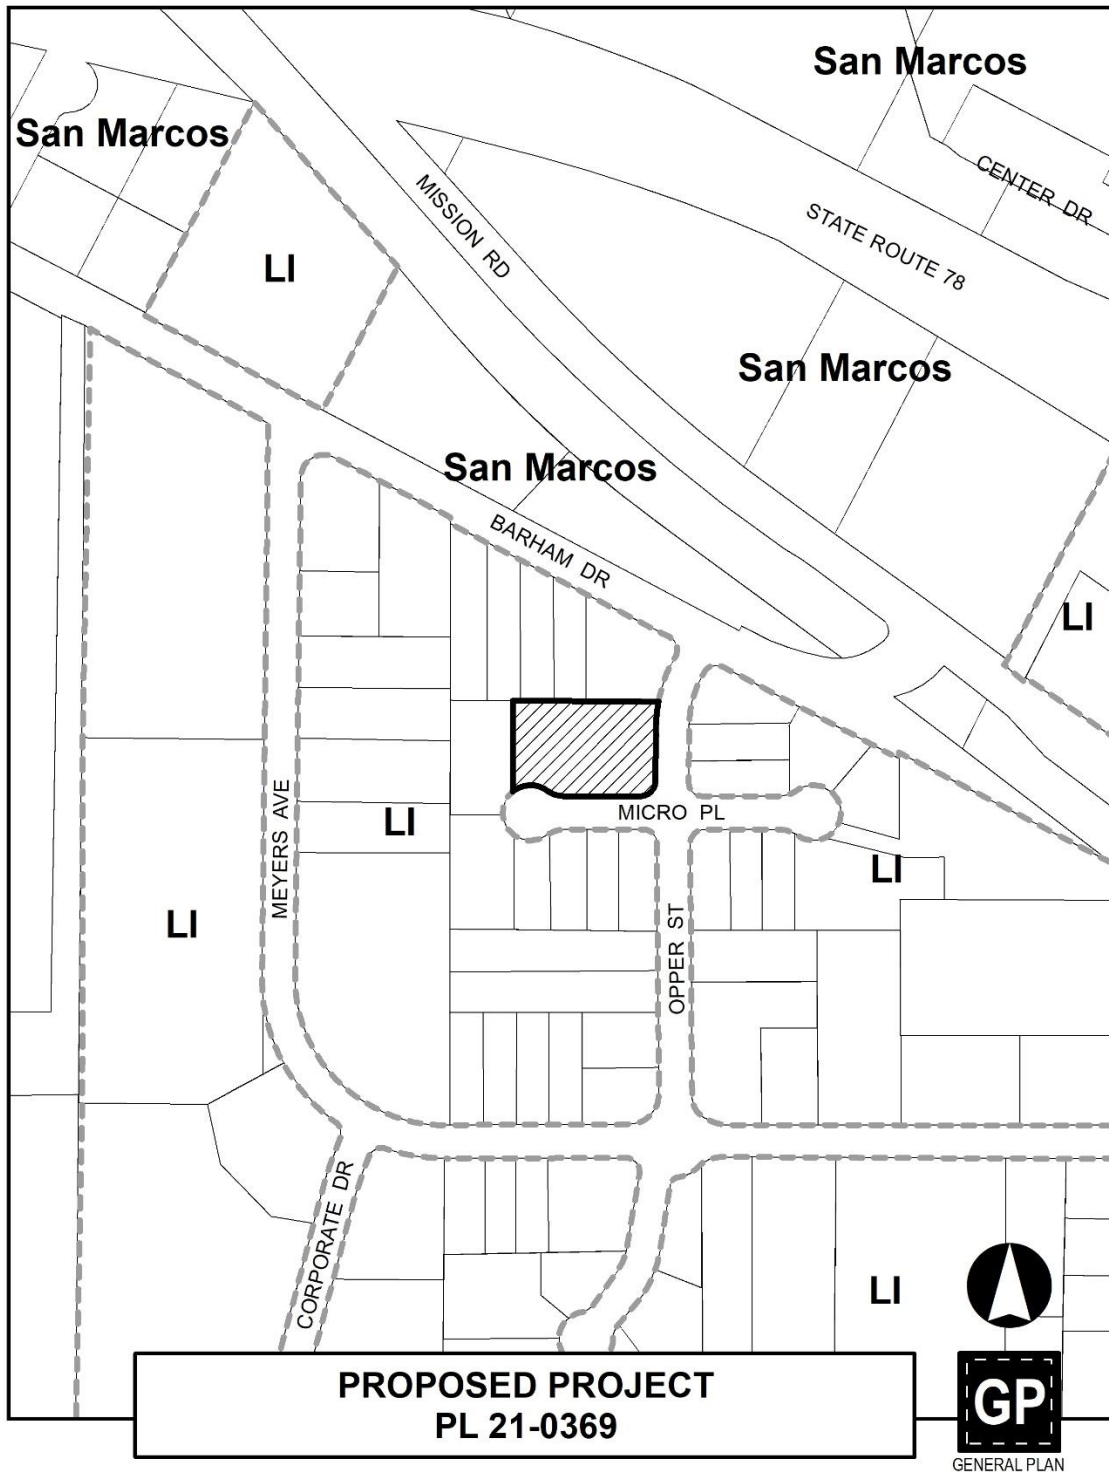 San Marcos
San Marcos
CENTER DR
MISSION RD
STATE ROUTE 78
LI
San Marcos
San Marcos
BARHAM DR
LI
MEYERS AVE
MICRO PL
LI
LI
LI
OPPER ST
CORPORATE DR
LI
PROPOSED PROJECT
PL 21-0369
GP
GENERAL PLAN